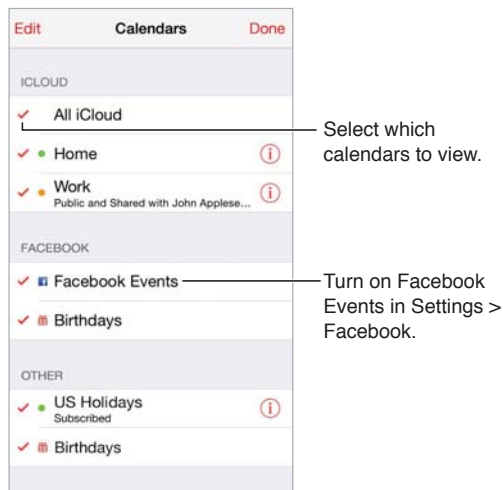 Edit Calendars Done
ICLOUD
All iCloud
Home
Work
Public and Shared with John Applese...
FACEBOOK
Facebook Events
Birthdays
OTHER
US Holidays
Subscribed
Birthdays
Select which
calendars to view.
Turn on Facebook
Events in Settings >
Facebook.